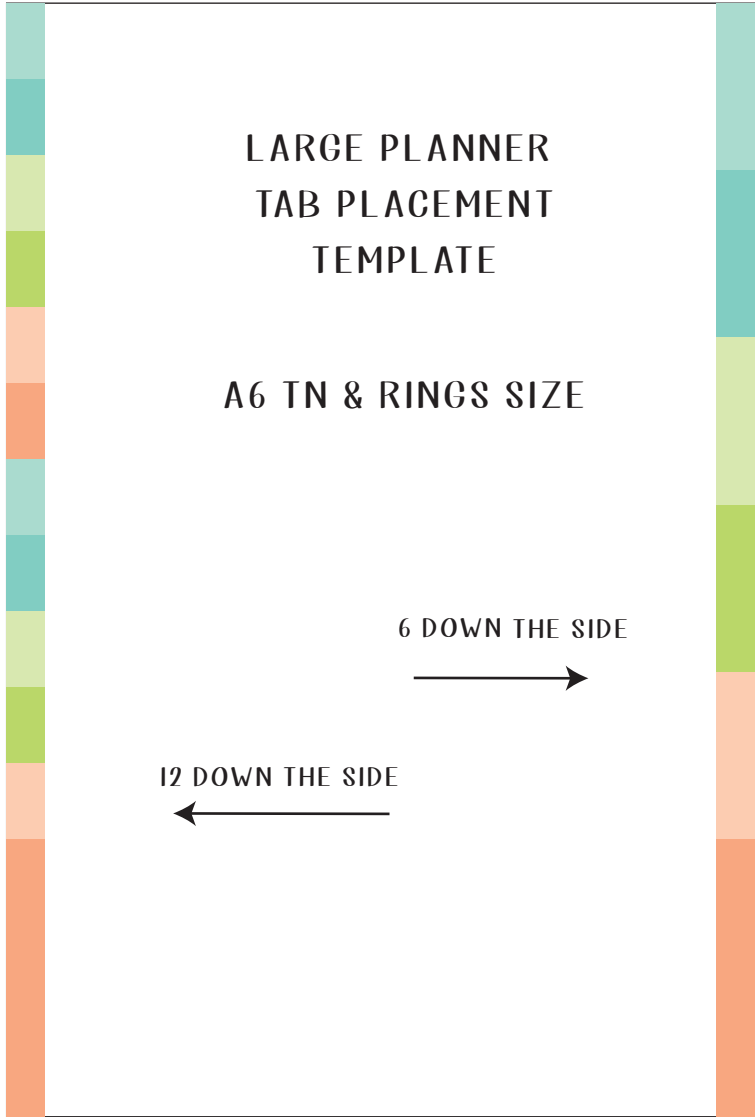 LARGE PLANNER
TAB PLACEMENT
TEMPLATE
A6 TN & RINGS SIZE
6 DOWN THE SIDE
12 DOWN THE SIDE